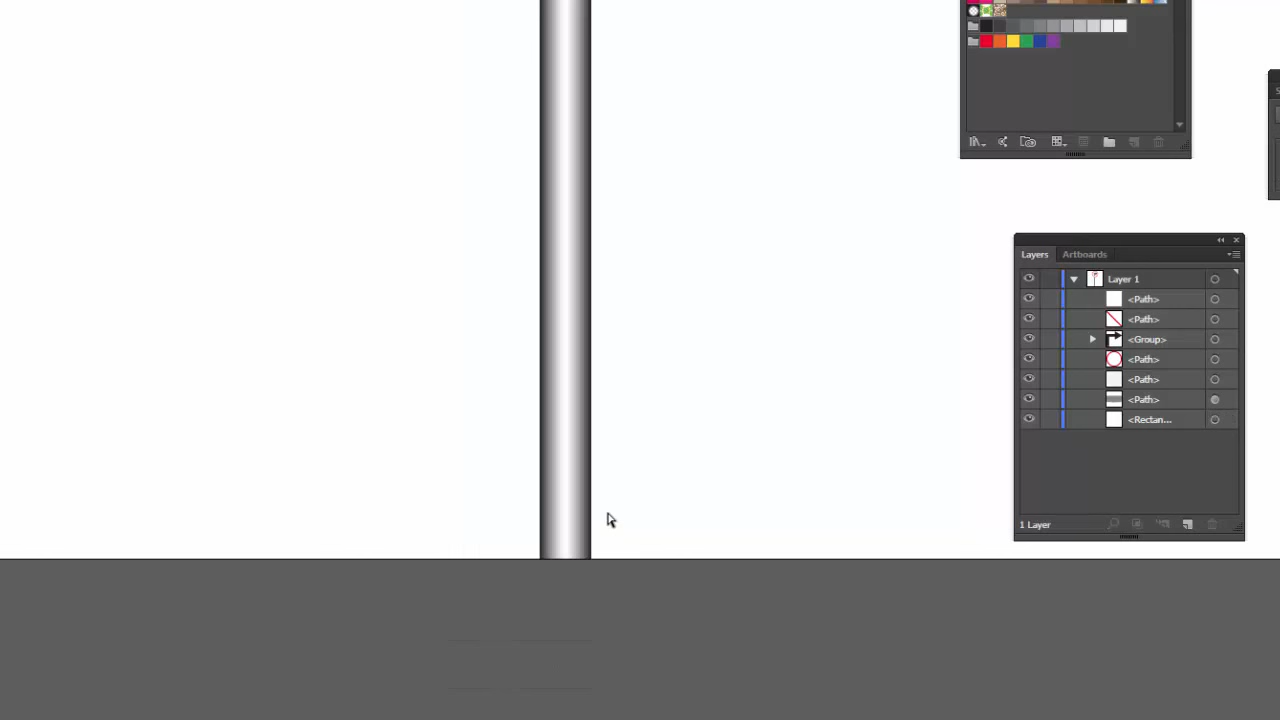 Layers Artboards
Layer 1
<Path>
<Path>
<Group>
<Path>
<Path>
<Path>
<Rectan...
1 Layer